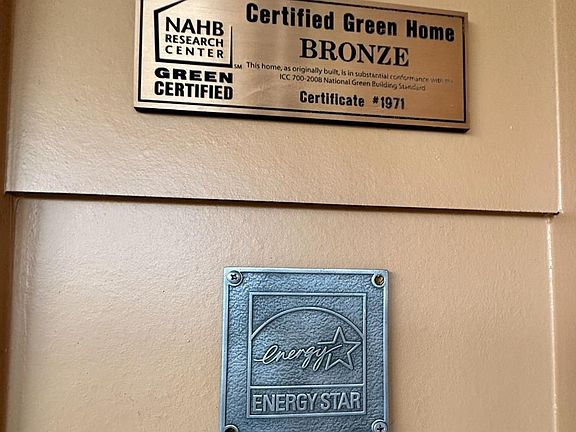 NAHB
RESEARCH
CENTER
SM
GREEN
CERTIFIED
Certified Green Home
BRONZE
This home, as originally built, is in substantial conformance with the
ICC 700-2008 National Green Building Standard
Certificate #1971
energy
ENERGY STAR